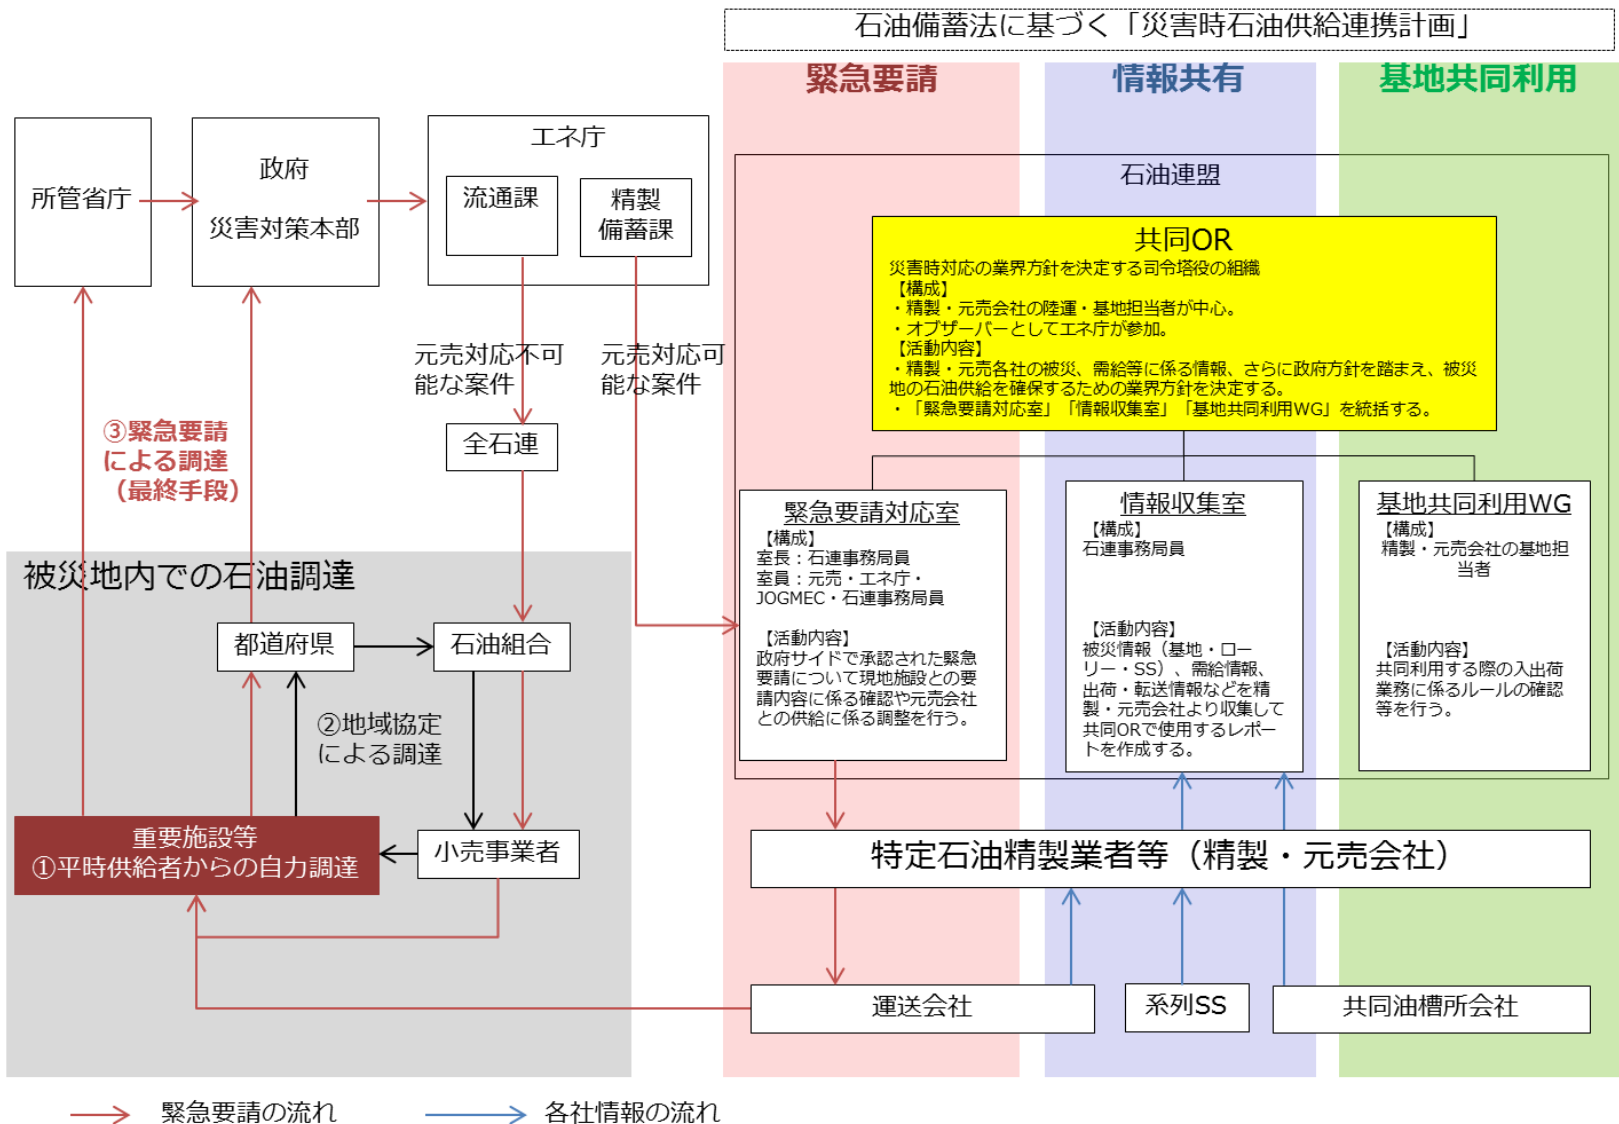 石油備蓄法に基づく「災害時石油供給連携計画」
緊急要請
情報共有
基地共同利用
所管省庁
政府
災害対策本部
エネ庁
流通課
精製
備蓄課
石油連盟
共同OR
災害時対応の業界方針を決定する司令塔役の組織
【構成】
・精製・元売会社の陸運・基地担当者が中心。
・オブザーバーとしてエネ庁が参加。
【活動内容】
・精製・元売各社の被災、需給等に係る情報、さらに政府方針を踏まえ、被災
地の石油供給を確保するための業界方針を決定する。
・「緊急要請対応室」「情報収集室」「基地共同利用WG」を統括する。
元売対応不可
能な案件
元売対応可
能な案件
全石連
③緊急要請
による調達
（最終手段）
緊急要請対応室
【構成】
室長：石連事務局員
室員：元売・エネ庁・
JOGMEC・石連事務局員
【活動内容】
政府サイドで承認された緊急
要請について現地施設との要
請内容に係る確認や元売会社
との供給に係る調整を行う。
情報収集室
【構成】
石連事務局員
【活動内容】
被災情報（基地・ロー
リー・SS）、需給情報、
出荷・転送情報などを精
製・元売会社より収集して
共同ORで使用するレポー
トを作成する。
基地共同利用WG
【構成】
精製・元売会社の基地担
当者
【活動内容】
共同利用する際の入出荷
業務に係るルールの確認
等を行う。
被災地内での石油調達
都道府県
石油組合
②地域協定
による調達
重要施設等
①平時供給者からの自力調達
小売事業者
特定石油精製業者等（精製・元売会社）
運送会社
系列SS
共同油槽所会社
緊急要請の流れ
各社情報の流れ